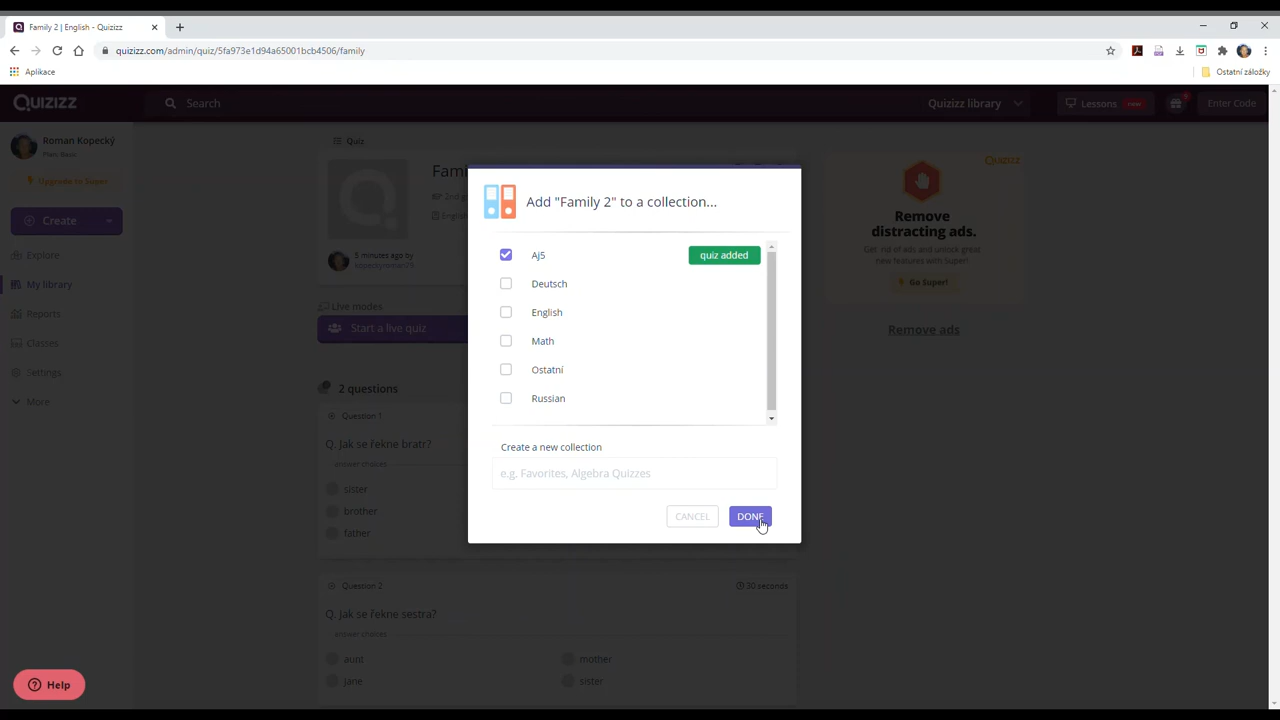 Family 2 | English - Quizizz
quizizz.com/admin/quiz/5fa973e1d94a65001bcb4506/family
Aplikace
Ostatní záložky
QUIZIZZ
Search
Quizizz library
Lessons
new
Enter Code
Roman Kopecký
Plan: Basic
Upgrade to Super
Create
Explore
My library
Reports
Classes
Settings
More
Quiz
5 minutes ago by
Live modes
Start a live quiz
2 questions
Question 1
Q. Jak se řekne bratr?
answer choices
sister
brother
father
Question 2
30 seconds
Q. Jak se řekne sestra?
answer choices
aunt
mother
jane
sister
Add "Family 2" to a collection...
Aj5
quiz added
Deutsch
English
Math
Ostatní
Russian
Create a new collection
e.g. Favorites, Algebra Quizzes
CANCEL
DONE
QUIZIZZ
Remove
distracting ads.
Get rid of ads and unlock great
new features with Super!
Go Super!
Remove ads
Help